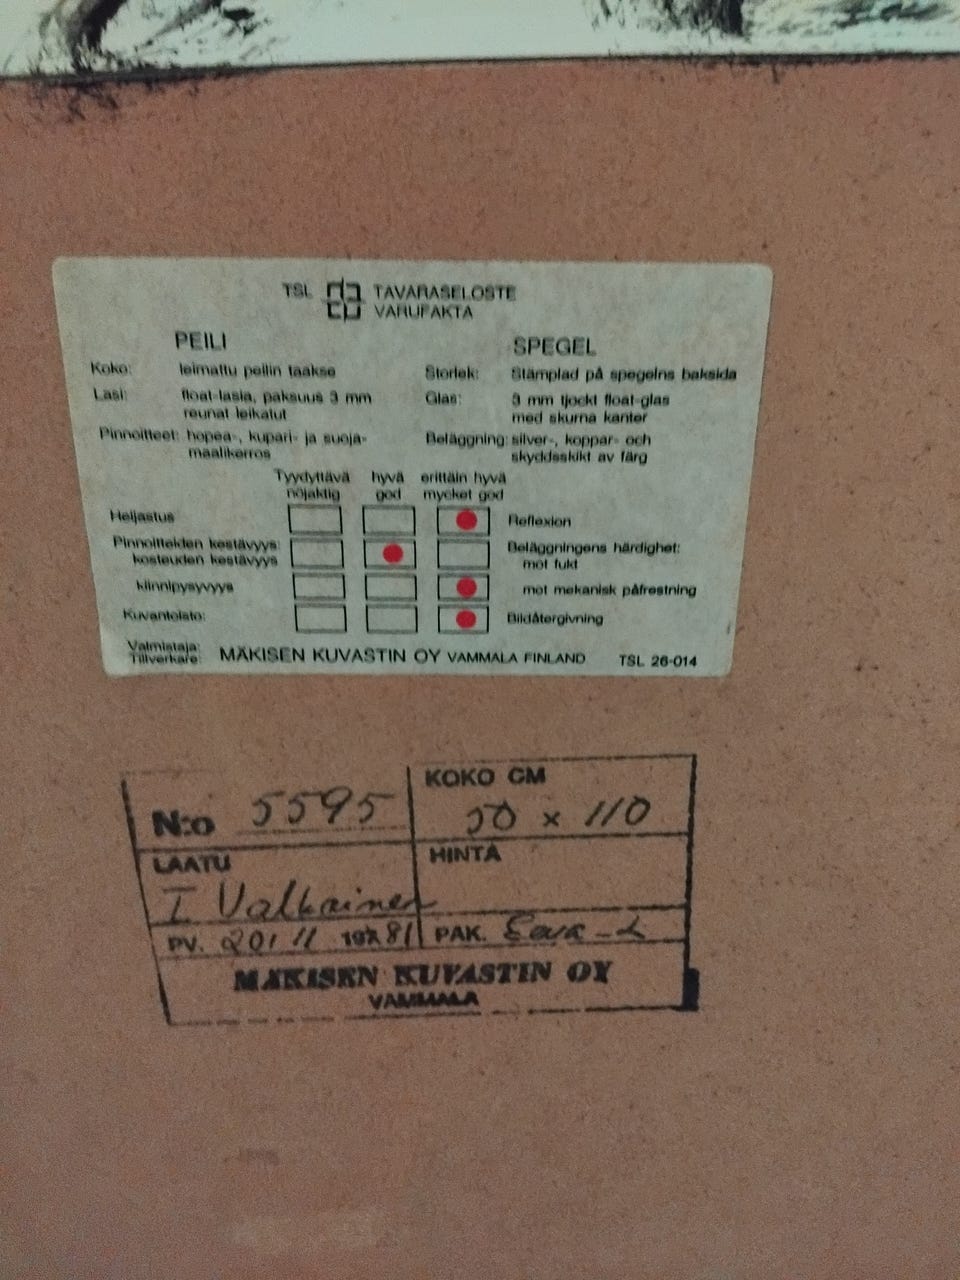 TSL TAVARASELOSTE
VARUFAKTA
PEILI SPEGEL
Koko: leimattu peilin taakse Storlek: Stämplad på spegelns baksida
Lasi: float-lasia, paksuus 3 mm Glas: 3 mm tjockt float-glas
reunat leikatut med skurna kanter
Pinnoitteet: hopea-, kupari- ja suoja- Beläggning: silver-, koppar- och
maalikerros skyddsskikt av färg
Tyydyttävä hyvä erittäin hyvä
nöjaktig god mycket god
Heijastus Reflexion
Pinnoitteiden kestävyys: Beläggningens härdighet:
kosteuden kestävyys mot fukt
kiinnipysyvyys mot mekanisk påfrestning
Kuvantoisto: Bildåtergivning
Valmistaja:
Tillverkare: MÄKISEN KUVASTIN OY VAMMALA FINLAND TSL 26-014
N:o 5595 KOKO CM
50 x 110
LAATU HINTA
I Valkoinen
PV. 20/11 1981 PAK.
MÄKISEN KUVASTIN OY
VAMMALA